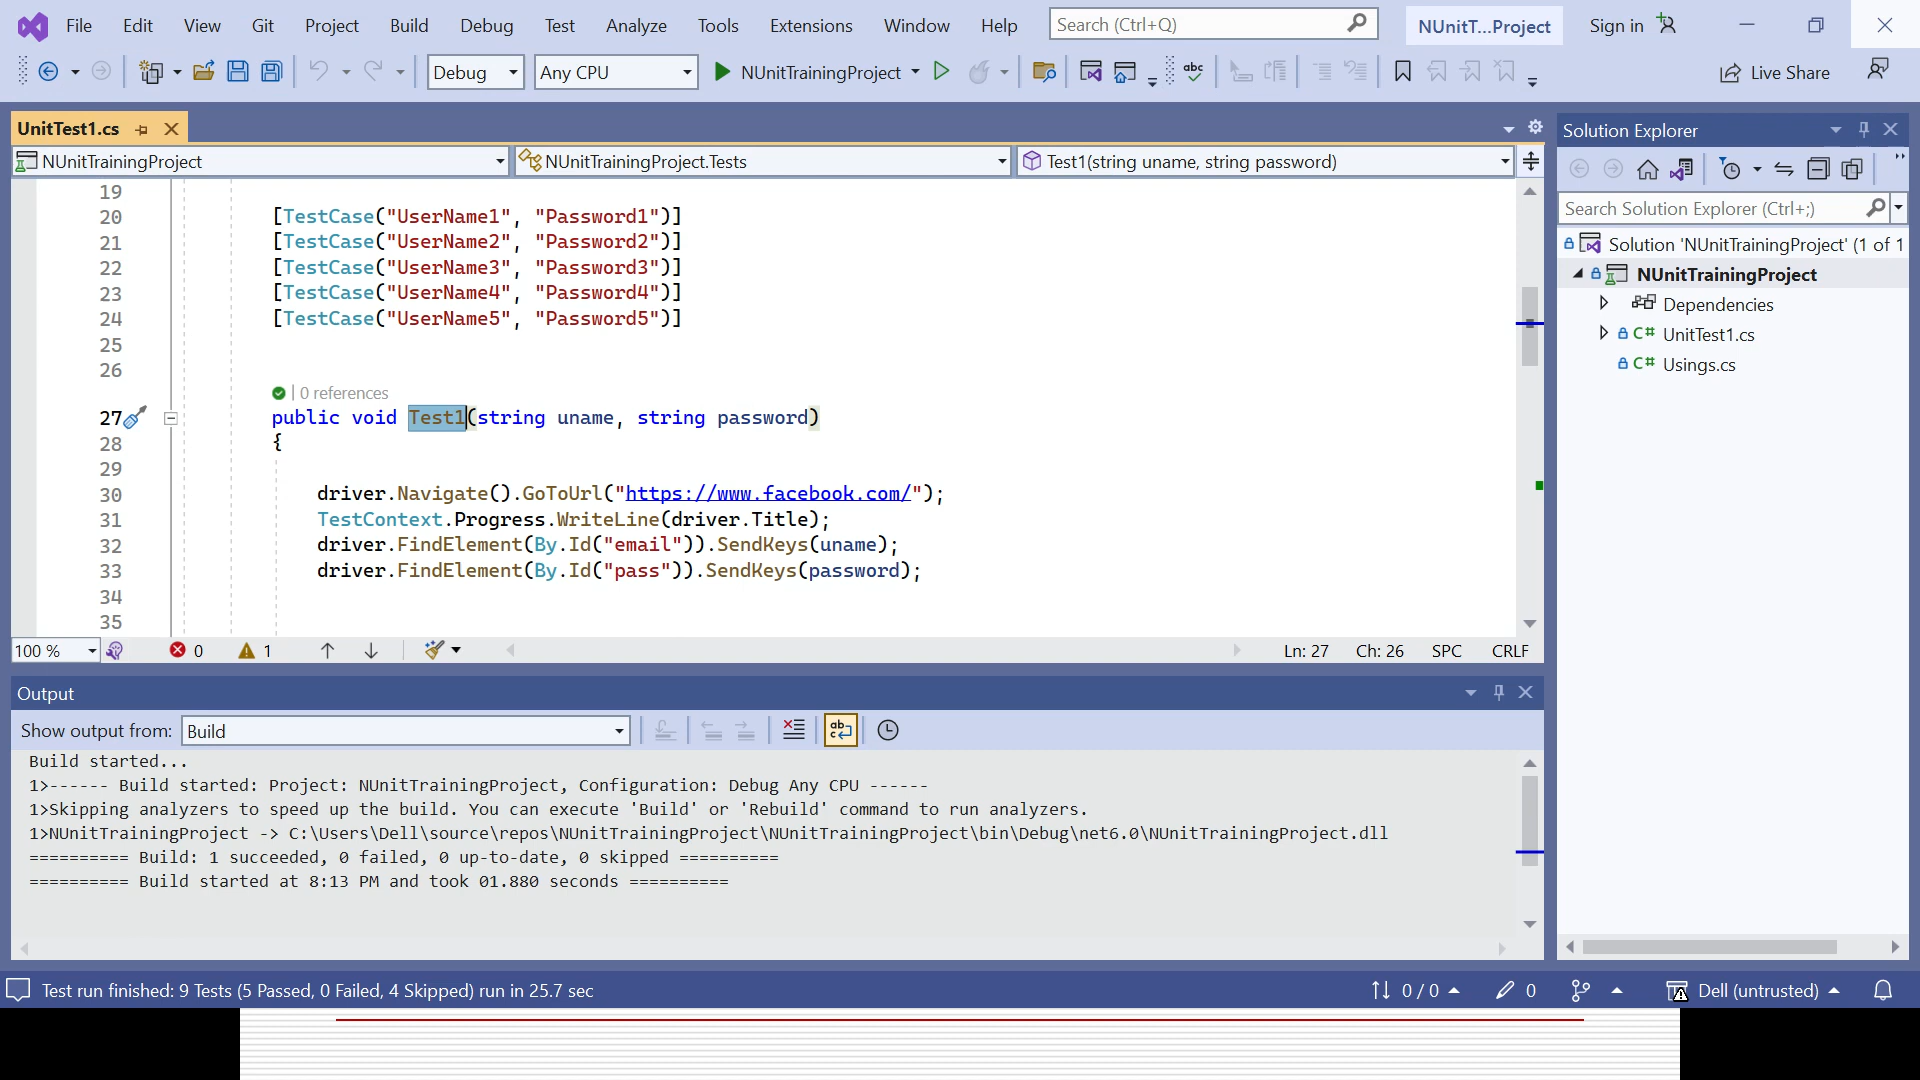 File Edit View Git Project Build Debug Test Analyze Tools Extensions Window Help Search (Ctrl+Q) NUnitT...Project Sign in
Debug Any CPU NUnitTrainingProject Live Share
UnitTest1.cs
NUnitTrainingProject NUnitTrainingProject.Tests Test1(string uname, string password)
19
20 [TestCase("UserName1", "Password1")]
21 [TestCase("UserName2", "Password2")]
22 [TestCase("UserName3", "Password3")]
23 [TestCase("UserName4", "Password4")]
24 [TestCase("UserName5", "Password5")]
25
26
0 references
27 public void Test1(string uname, string password)
28 {
29
30 driver.Navigate().GoToUrl("https://www.facebook.com/");
31 TestContext.Progress.WriteLine(driver.Title);
32 driver.FindElement(By.Id("email")).SendKeys(uname);
33 driver.FindElement(By.Id("pass")).SendKeys(password);
34
35
100 % 0 1 Ln: 27 Ch: 26 SPC CRLF
Output
Show output from: Build
Build started...
1>------ Build started: Project: NUnitTrainingProject, Configuration: Debug Any CPU ------
1>Skipping analyzers to speed up the build. You can execute 'Build' or 'Rebuild' command to run analyzers.
1>NUnitTrainingProject -> C:\Users\Dell\source\repos\NUnitTrainingProject\NUnitTrainingProject\bin\Debug\net6.0\NUnitTrainingProject.dll
========== Build: 1 succeeded, 0 failed, 0 up-to-date, 0 skipped ==========
========== Build started at 8:13 PM and took 01.880 seconds ==========
Solution Explorer
Search Solution Explorer (Ctrl+;)
Solution 'NUnitTrainingProject' (1 of 1
NUnitTrainingProject
Dependencies
C# UnitTest1.cs
C# Usings.cs
Test run finished: 9 Tests (5 Passed, 0 Failed, 4 Skipped) run in 25.7 sec 0 / 0 0 Dell (untrusted)